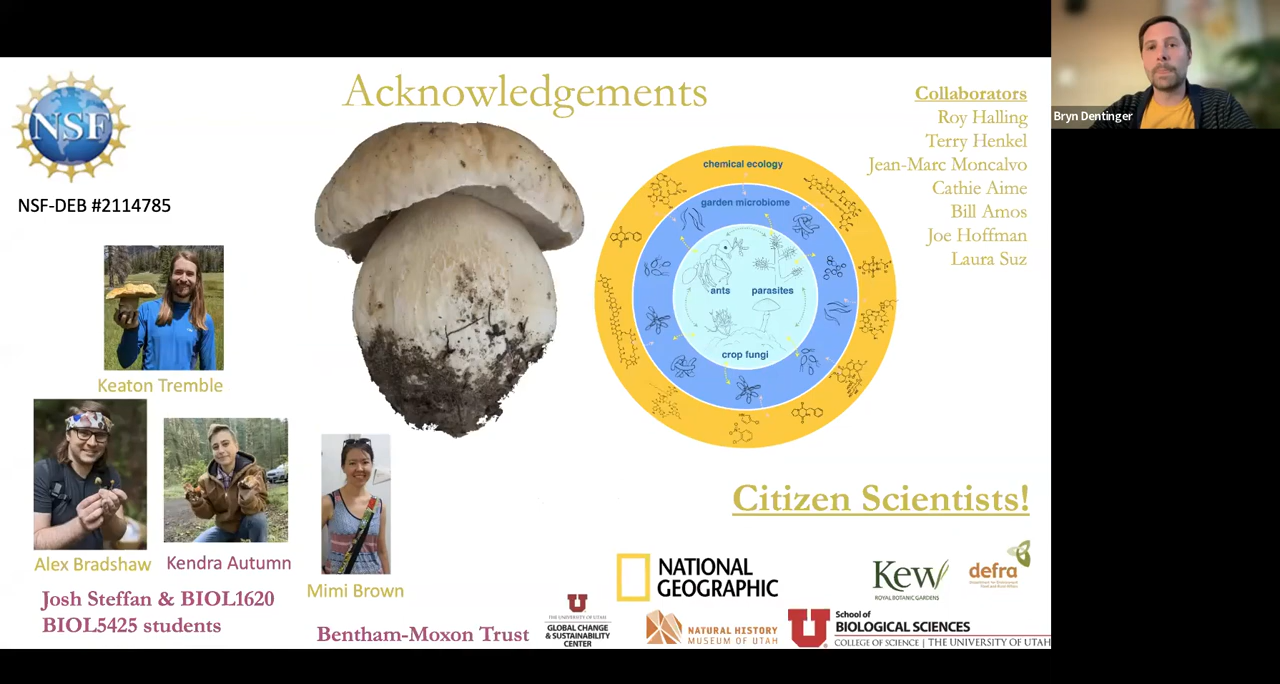 Acknowledgements
NSF
NSF-DEB #2114785
Keaton Tremble
Alex Bradshaw
Kendra Autumn
Mimi Brown
Josh Steffan & BIOL1620
BIOL5425 students
Bentham-Moxon Trust
chemical ecology
garden microbiome
ants
parasites
crop fungi
Collaborators
Roy Halling
Terry Henkel
Jean-Marc Moncalvo
Cathie Aime
Bill Amos
Joe Hoffman
Laura Suz
Citizen Scientists!
NATIONAL
GEOGRAPHIC
Kew
ROYAL BOTANIC GARDENS
defra
THE UNIVERSITY OF UTAH
GLOBAL CHANGE
& SUSTAINABILITY
CENTER
NATURAL HISTORY
MUSEUM OF UTAH
U
School of
BIOLOGICAL SCIENCES
COLLEGE OF SCIENCE | THE UNIVERSITY OF UTAH
Bryn Dentinger